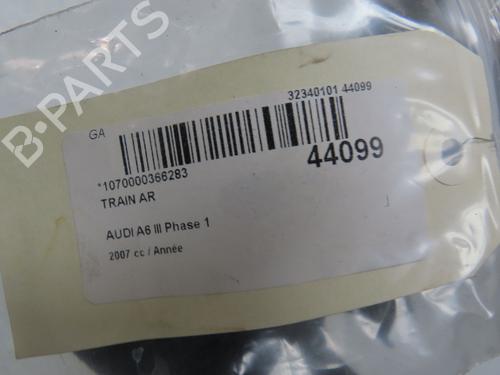 B-PARTS
32340101 44099
GA
44099
*1070000366283
TRAIN AR
AUDI A6 III Phase 1
2007 cc / Année